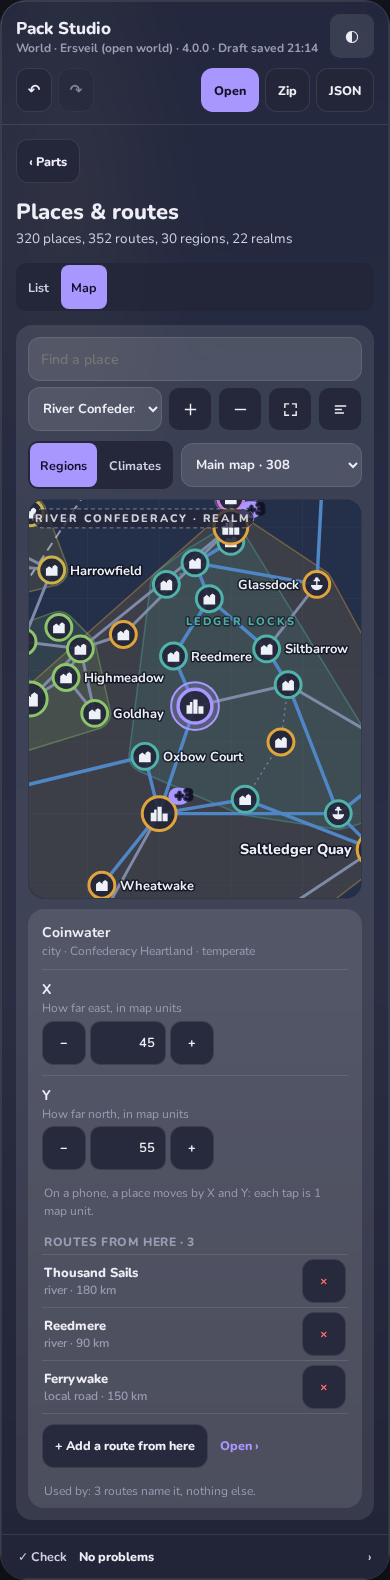 Pack Studio
World · Ersveil (open world) · 4.0.0 · Draft saved 21:14
Open
Zip
JSON
‹ Parts
Places & routes
320 places, 352 routes, 30 regions, 22 realms
List
Map
Find a place
River Confeder
Regions
Climates
Main map · 308
RIVER CONFEDERACY · REALM
Harrowfield
Glassdock
LEDGER LOCKS
Reedmere
Siltbarrow
Highmeadow
Goldhay
Oxbow Court
+3
Saltledger Quay
Wheatwake
Coinwater
city · Confederacy Heartland · temperate
X
How far east, in map units
− 45 +
Y
How far north, in map units
− 55 +
On a phone, a place moves by X and Y: each tap is 1
map unit.
ROUTES FROM HERE · 3
Thousand Sails
river · 180 km
×
Reedmere
river · 90 km
×
Ferrywake
local road · 150 km
×
+ Add a route from here
Open ›
Used by: 3 routes name it, nothing else.
✓ Check No problems ›